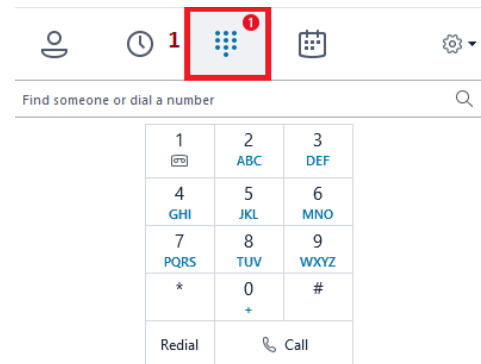 1 1
Find someone or dial a number
1 2 3
ABC DEF
4 5 6
GHI JKL MNO
7 8 9
PQRS TUV WXYZ
* 0 #
+
Redial Call